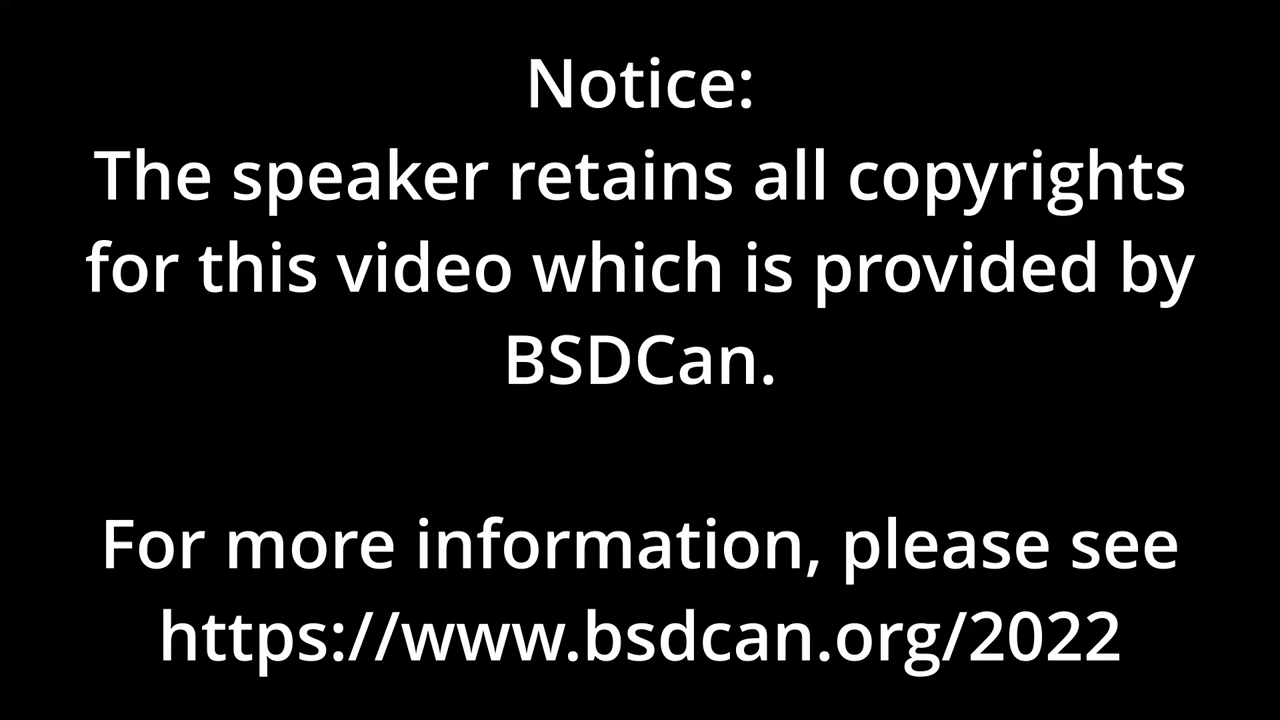 Notice:
The speaker retains all copyrights
for this video which is provided by
BSDCan.
For more information, please see
https://www.bsdcan.org/2022